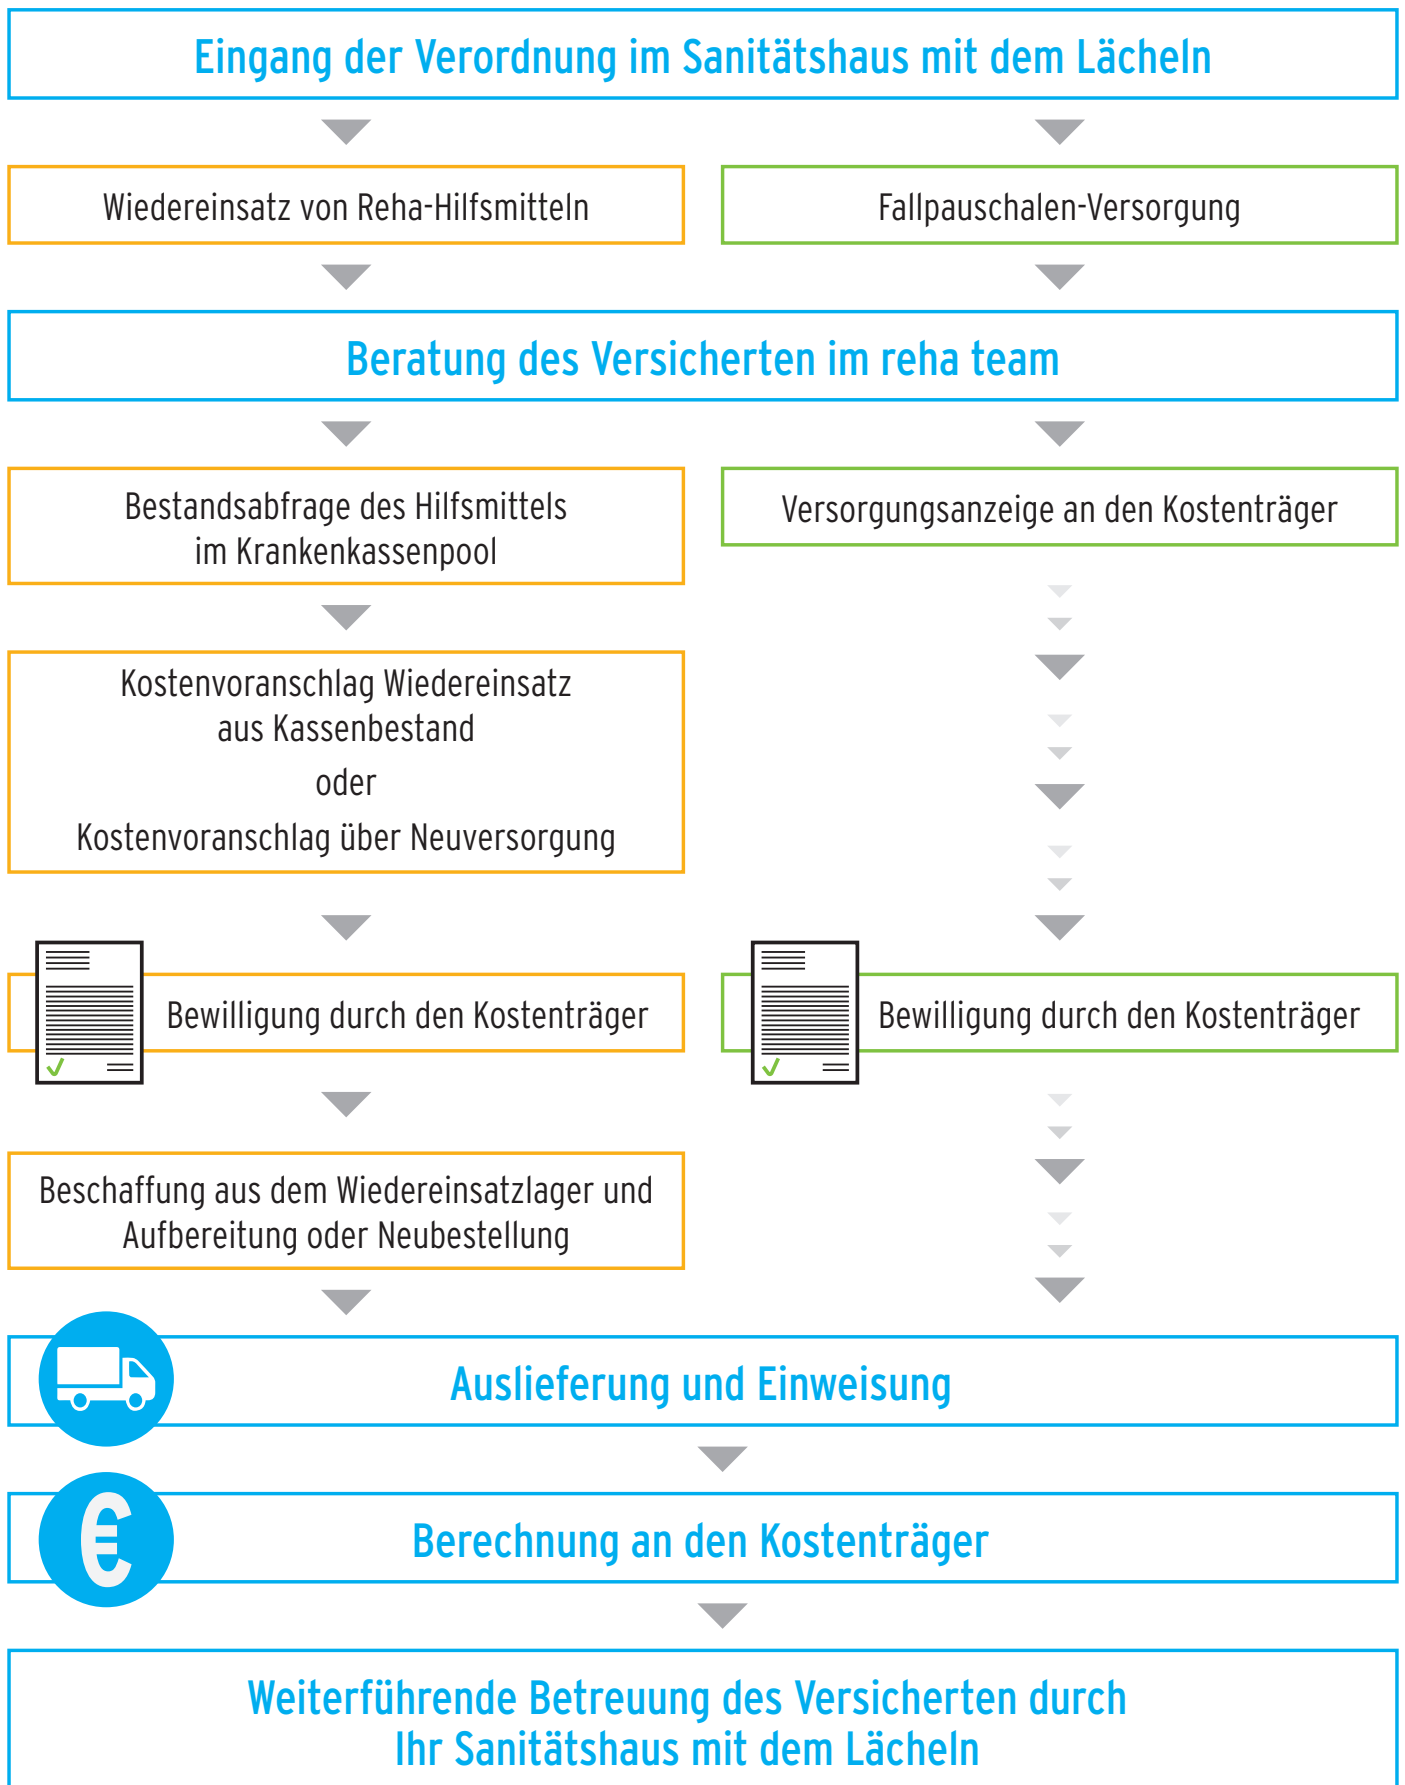 Eingang der Verordnung im Sanitätshaus mit dem Lächeln
Wiedereinsatz von Reha-Hilfsmitteln
Fallpauschalen-Versorgung
Beratung des Versicherten im reha team
Bestandsabfrage des Hilfsmittels
im Krankenkassenpool
Versorgungsanzeige an den Kostenträger
Kostenvoranschlag Wiedereinsatz
aus Kassenbestand
oder
Kostenvoranschlag über Neuversorgung
Bewilligung durch den Kostenträger
Bewilligung durch den Kostenträger
Beschaffung aus dem Wiedereinsatzlager und
Aufbereitung oder Neubestellung
Auslieferung und Einweisung
€
Berechnung an den Kostenträger
Weiterführende Betreuung des Versicherten durch
Ihr Sanitätshaus mit dem Lächeln